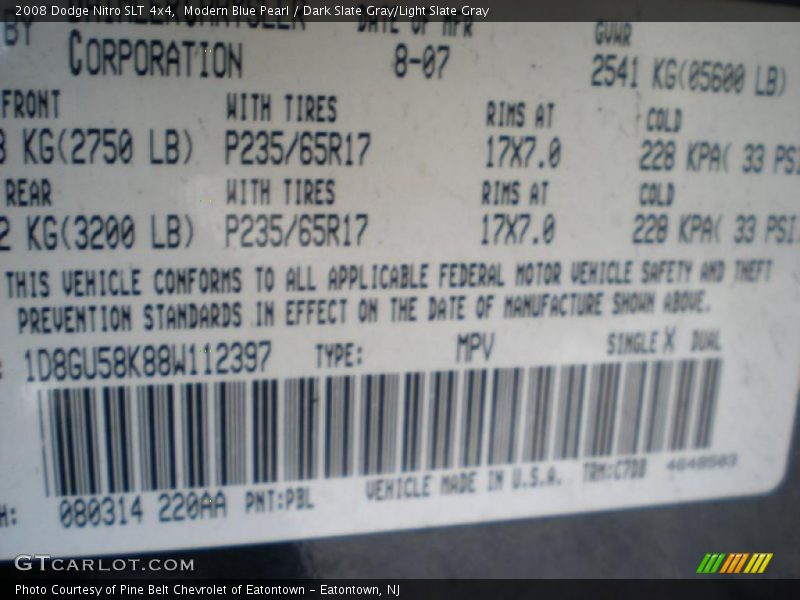 2008 Dodge Nitro SLT 4x4, Modern Blue Pearl / Dark Slate Gray/Light Slate Gray
BY DATE OF MFR GVWR
CORPORATION 8-07 2541 KG(05600 LB)
FRONT WITH TIRES RIMS AT COLD
KG(2750 LB) P235/65R17 17X7.0 228 KPA( 33 PSI
REAR WITH TIRES RIMS AT COLD
2 KG(3200 LB) P235/65R17 17X7.0 228 KPA( 33 PSI
THIS VEHICLE CONFORMS TO ALL APPLICABLE FEDERAL MOTOR VEHICLE SAFETY AND THEFT
PREVENTION STANDARDS IN EFFECT ON THE DATE OF MANUFACTURE SHOWN ABOVE.
: 1D8GU58K88W112397 TYPE: MPV SINGLE X DUAL
H: 080314 220AA PNT:PBL VEHICLE MADE IN U.S.A. TRM:C7D8
GTCARLOT.COM
Photo Courtesy of Pine Belt Chevrolet of Eatontown – Eatontown, NJ